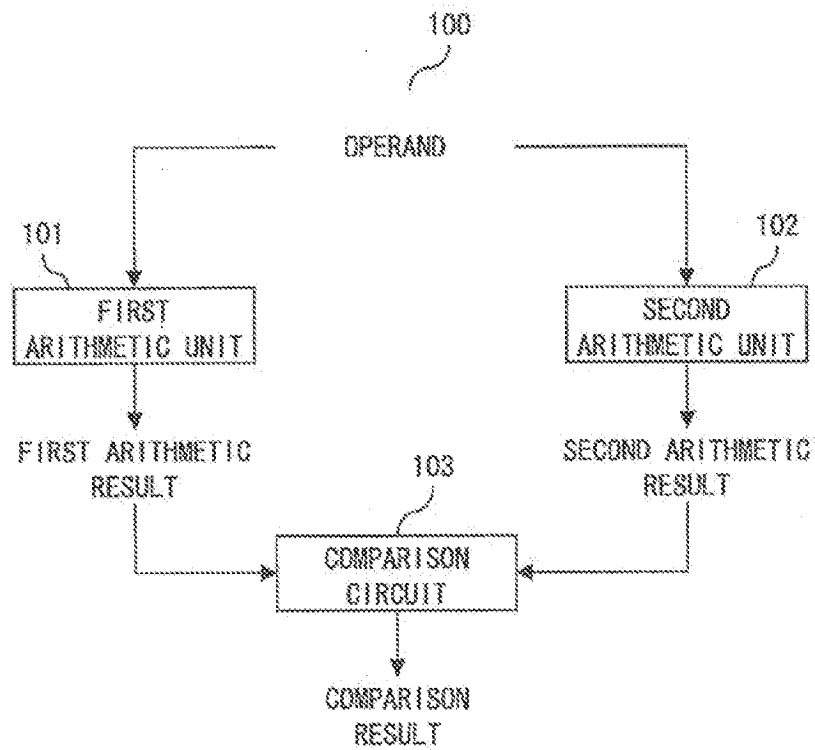 100
OPERAND
101
102
FIRST
ARITHMETIC UNIT
SECOND
ARITHMETIC UNIT
FIRST ARITHMETIC
RESULT
SECOND ARITHMETIC
RESULT
103
COMPARISON
CIRCUIT
COMPARISON
RESULT